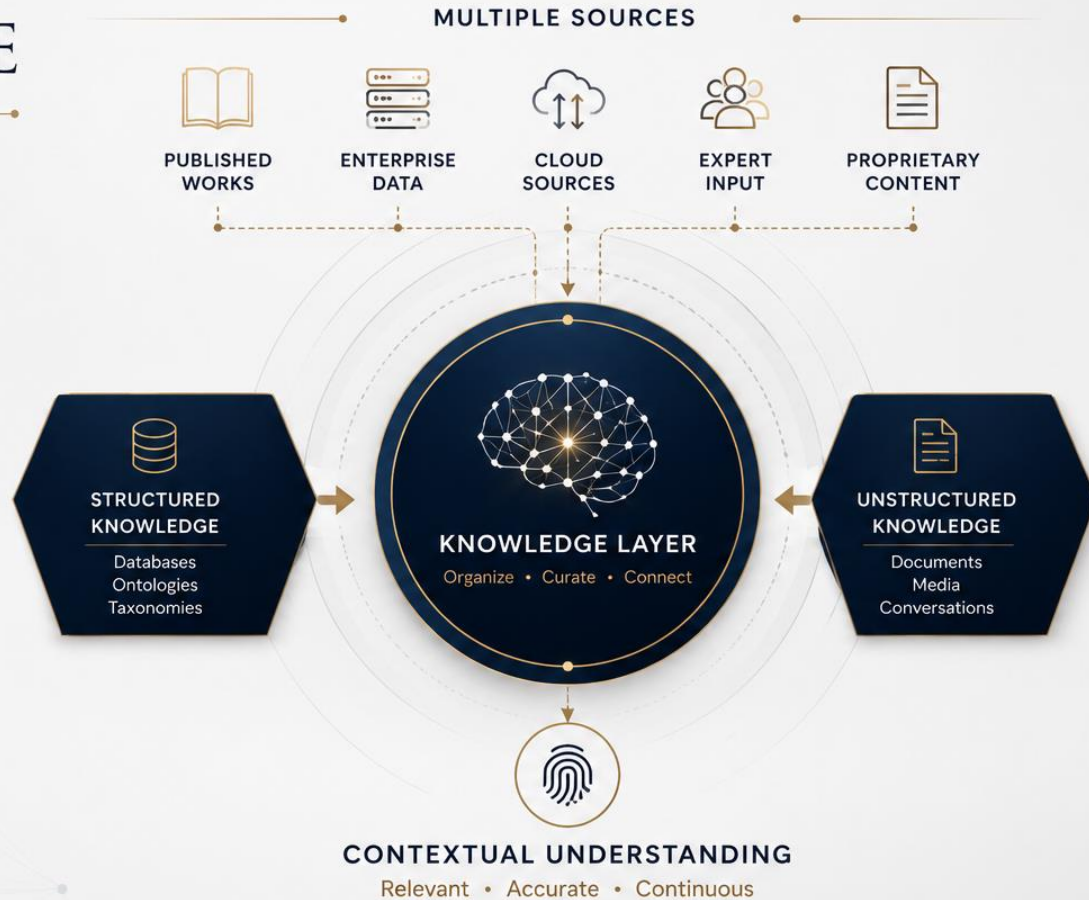 E
MULTIPLE SOURCES
PUBLISHED
WORKS
ENTERPRISE
DATA
CLOUD
SOURCES
EXPERT
INPUT
PROPRIETARY
CONTENT
STRUCTURED
KNOWLEDGE
Databases
Ontologies
Taxonomies
KNOWLEDGE LAYER
Organize • Curate • Connect
UNSTRUCTURED
KNOWLEDGE
Documents
Media
Conversations
CONTEXTUAL UNDERSTANDING
Relevant • Accurate • Continuous